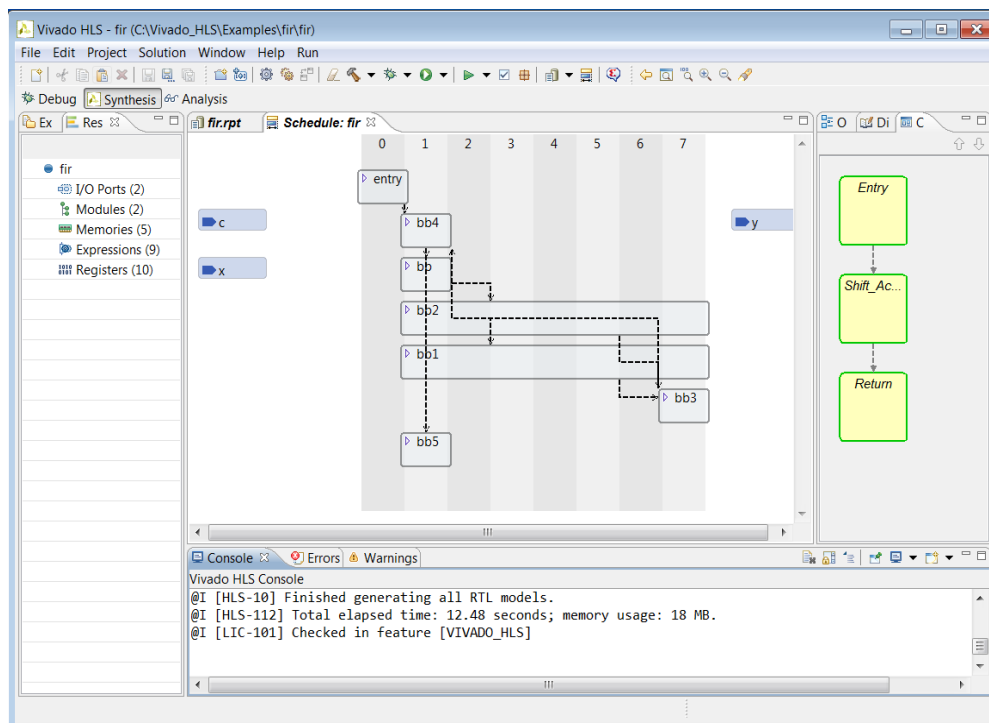 Vivado HLS - fir (C:\Vivado_HLS\Examples\fir\fir)
File Edit Project Solution Window Help Run
Debug Synthesis Analysis
Ex Res
fir.rpt Schedule: fir
O Di C
0 1 2 3 4 5 6 7
fir
I/O Ports (2)
Modules (2)
Memories (5)
Expressions (9)
Registers (10)
entry
c
bb4
y
x
bb
bb2
bb1
bb3
bb5
Entry
Shift_Ac...
Return
Console Errors Warnings
Vivado HLS Console
@I [HLS-10] Finished generating all RTL models.
@I [HLS-112] Total elapsed time: 12.48 seconds; memory usage: 18 MB.
@I [LIC-101] Checked in feature [VIVADO_HLS]